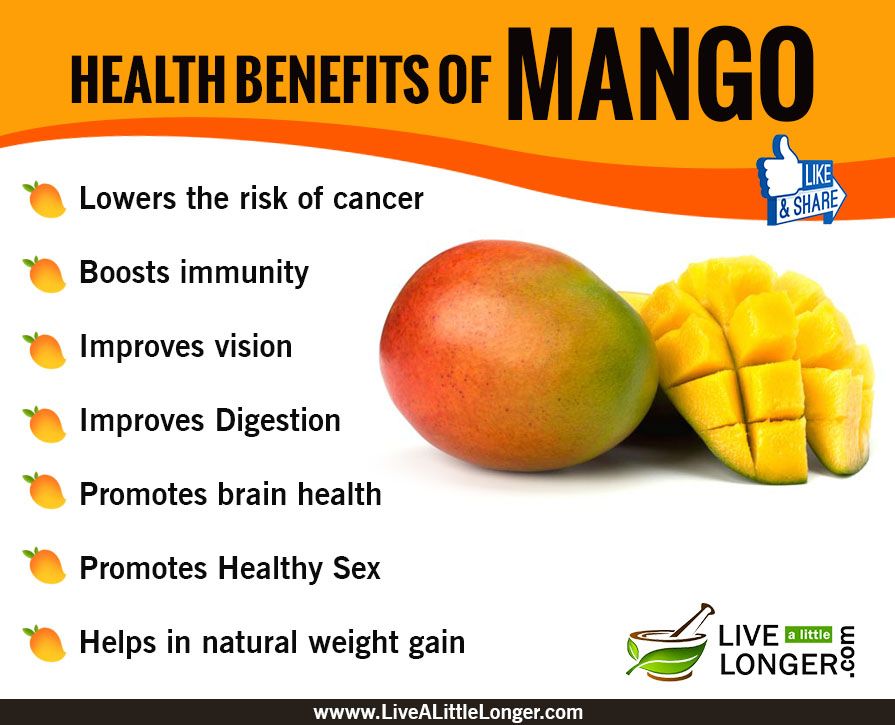 HEALTH BENEFITS OF MANGO
LIKE
& SHARE
Lowers the risk of cancer
Boosts immunity
Improves vision
Improves Digestion
Promotes brain health
Promotes Healthy Sex
Helps in natural weight gain
LIVE a little
LONGER.com
www.LiveALittleLonger.com